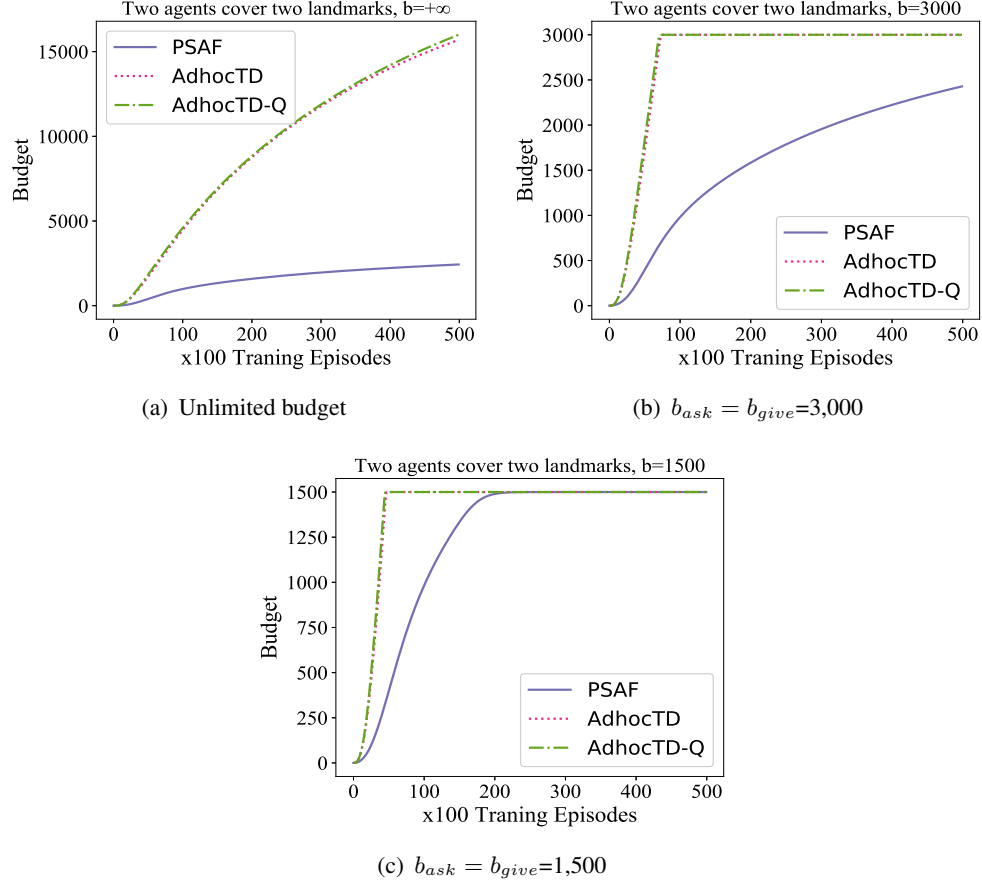 Two agents cover two landmarks, b=+∞
15000
10000
5000
0
Budget
PSAF
AdhocTD
AdhocTD-Q
0 100 200 300 400 500
x100 Traning Episodes
(a) Unlimited budget
Two agents cover two landmarks, b=3000
3000
2500
2000
1500
1000
500
0
Budget
PSAF
AdhocTD
AdhocTD-Q
0 100 200 300 400 500
x100 Traning Episodes
(b) b_ask = b_give=3,000
Two agents cover two landmarks, b=1500
1500
1250
1000
750
500
250
0
Budget
PSAF
AdhocTD
AdhocTD-Q
0 100 200 300 400 500
x100 Traning Episodes
(c) b_ask = b_give=1,500